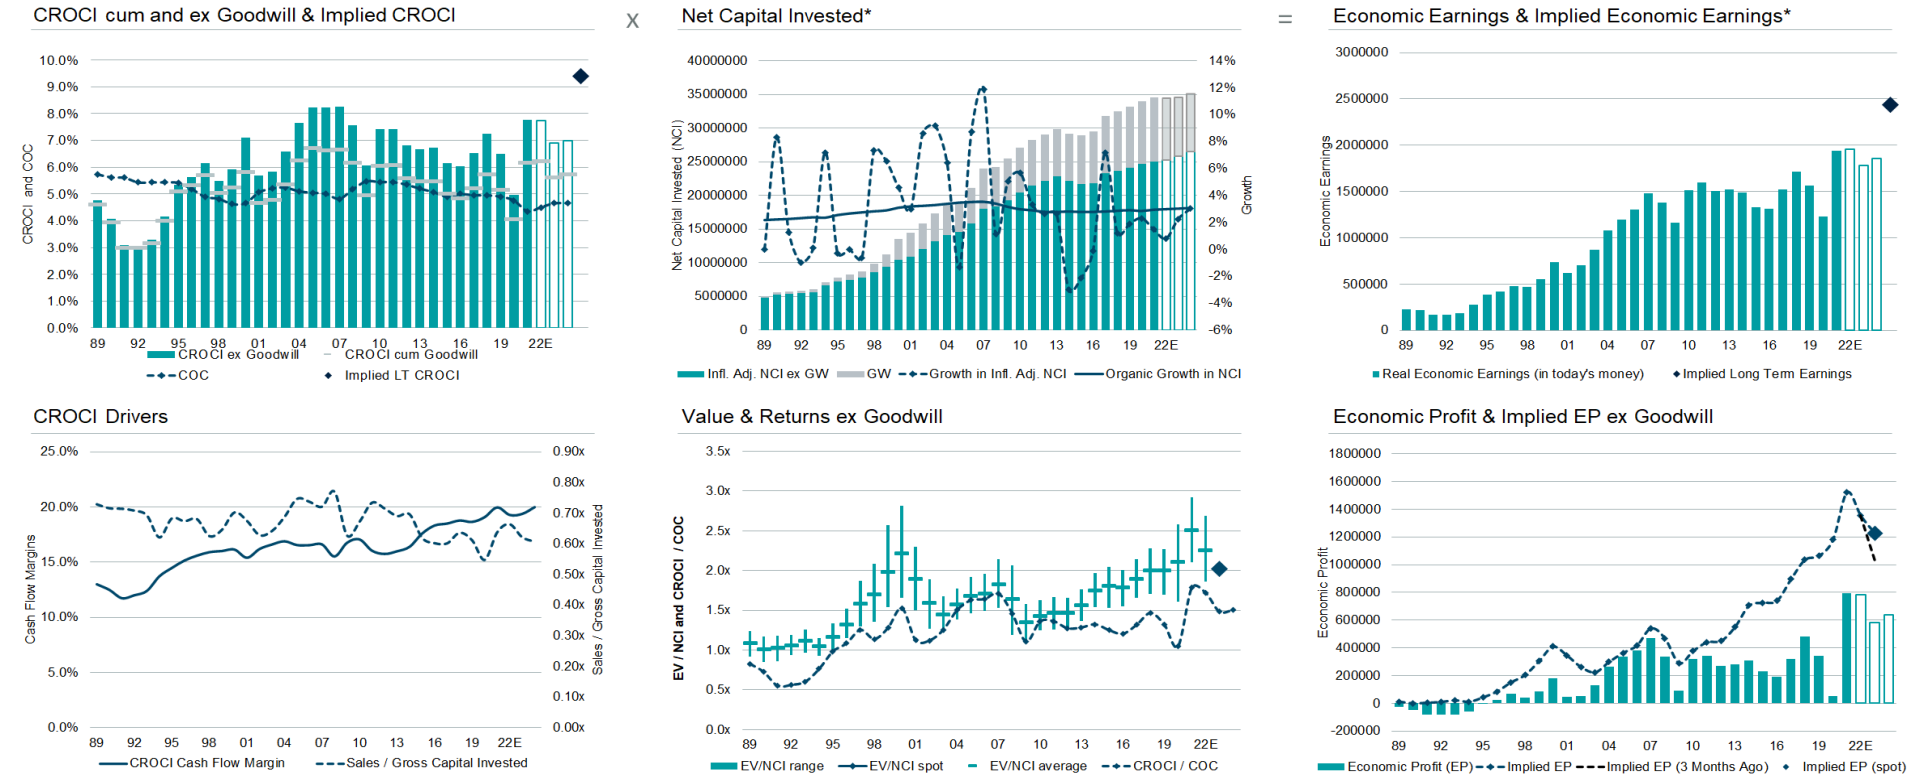 CROCI cum and ex Goodwill & Implied CROCI
x
Net Capital Invested*
=
Economic Earnings & Implied Economic Earnings*
CROCI and COC
10.0%
9.0%
8.0%
7.0%
6.0%
5.0%
4.0%
3.0%
2.0%
1.0%
0.0%
89 92 95 98 01 04 07 10 13 16 19 22E
CROCI ex Goodwill
CROCI cum Goodwill
COC
Implied LT CROCI
Net Capital Invested (NCI)
40000000
35000000
30000000
25000000
20000000
15000000
10000000
5000000
0
14%
12%
10%
8%
6%
4%
2%
0%
-2%
-4%
-6%
Growth
89 92 95 98 01 04 07 10 13 16 19 22E
Infl. Adj. NCI ex GW
GW
Growth in Infl. Adj. NCI
Organic Growth in NCI
Economic Earnings
3000000
2500000
2000000
1500000
1000000
500000
0
89 92 95 98 01 04 07 10 13 16 19 22E
Real Economic Earnings (in today's money)
Implied Long Term Earnings
CROCI Drivers
Cash Flow Margins
25.0%
20.0%
15.0%
10.0%
5.0%
0.0%
0.90x
0.80x
0.70x
0.60x
0.50x
0.40x
0.30x
0.20x
0.10x
0.00x
Sales / Gross Capital Invested
89 92 95 98 01 04 07 10 13 16 19 22E
CROCI Cash Flow Margin
Sales / Gross Capital Invested
Value & Returns ex Goodwill
EV / NCI and CROCI / COC
3.5x
3.0x
2.5x
2.0x
1.5x
1.0x
0.5x
0.0x
89 92 95 98 01 04 07 10 13 16 19 22E
EV/NCI range
EV/NCI spot
EV/NCI average
CROCI / COC
Economic Profit & Implied EP ex Goodwill
Economic Profit
1800000
1600000
1400000
1200000
1000000
800000
600000
400000
200000
0
-200000
89 92 95 98 01 04 07 10 13 16 19 22E
Economic Profit (EP)
Implied EP
Implied EP (3 Months Ago)
Implied EP (spot)